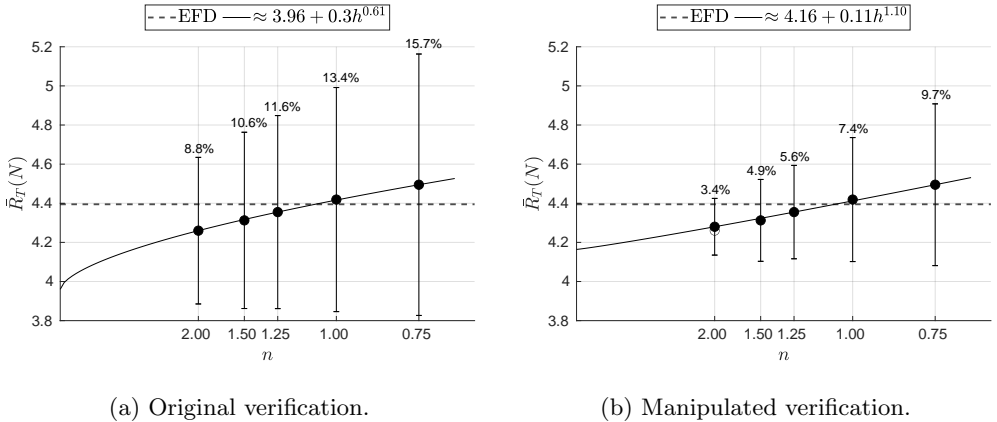 EFD ≈ 3.96 + 0.3h^0.61
5.2
5
4.8
4.6
4.4
4.2
4
3.8
R̄_T(N)
8.8%
10.6%
11.6%
13.4%
15.7%
2.00 1.50 1.25 1.00 0.75
n
(a) Original verification.
EFD ≈ 4.16 + 0.11h^1.10
5.2
5
4.8
4.6
4.4
4.2
4
3.8
R̄_T(N)
3.4%
4.9%
5.6%
7.4%
9.7%
2.00 1.50 1.25 1.00 0.75
n
(b) Manipulated verification.